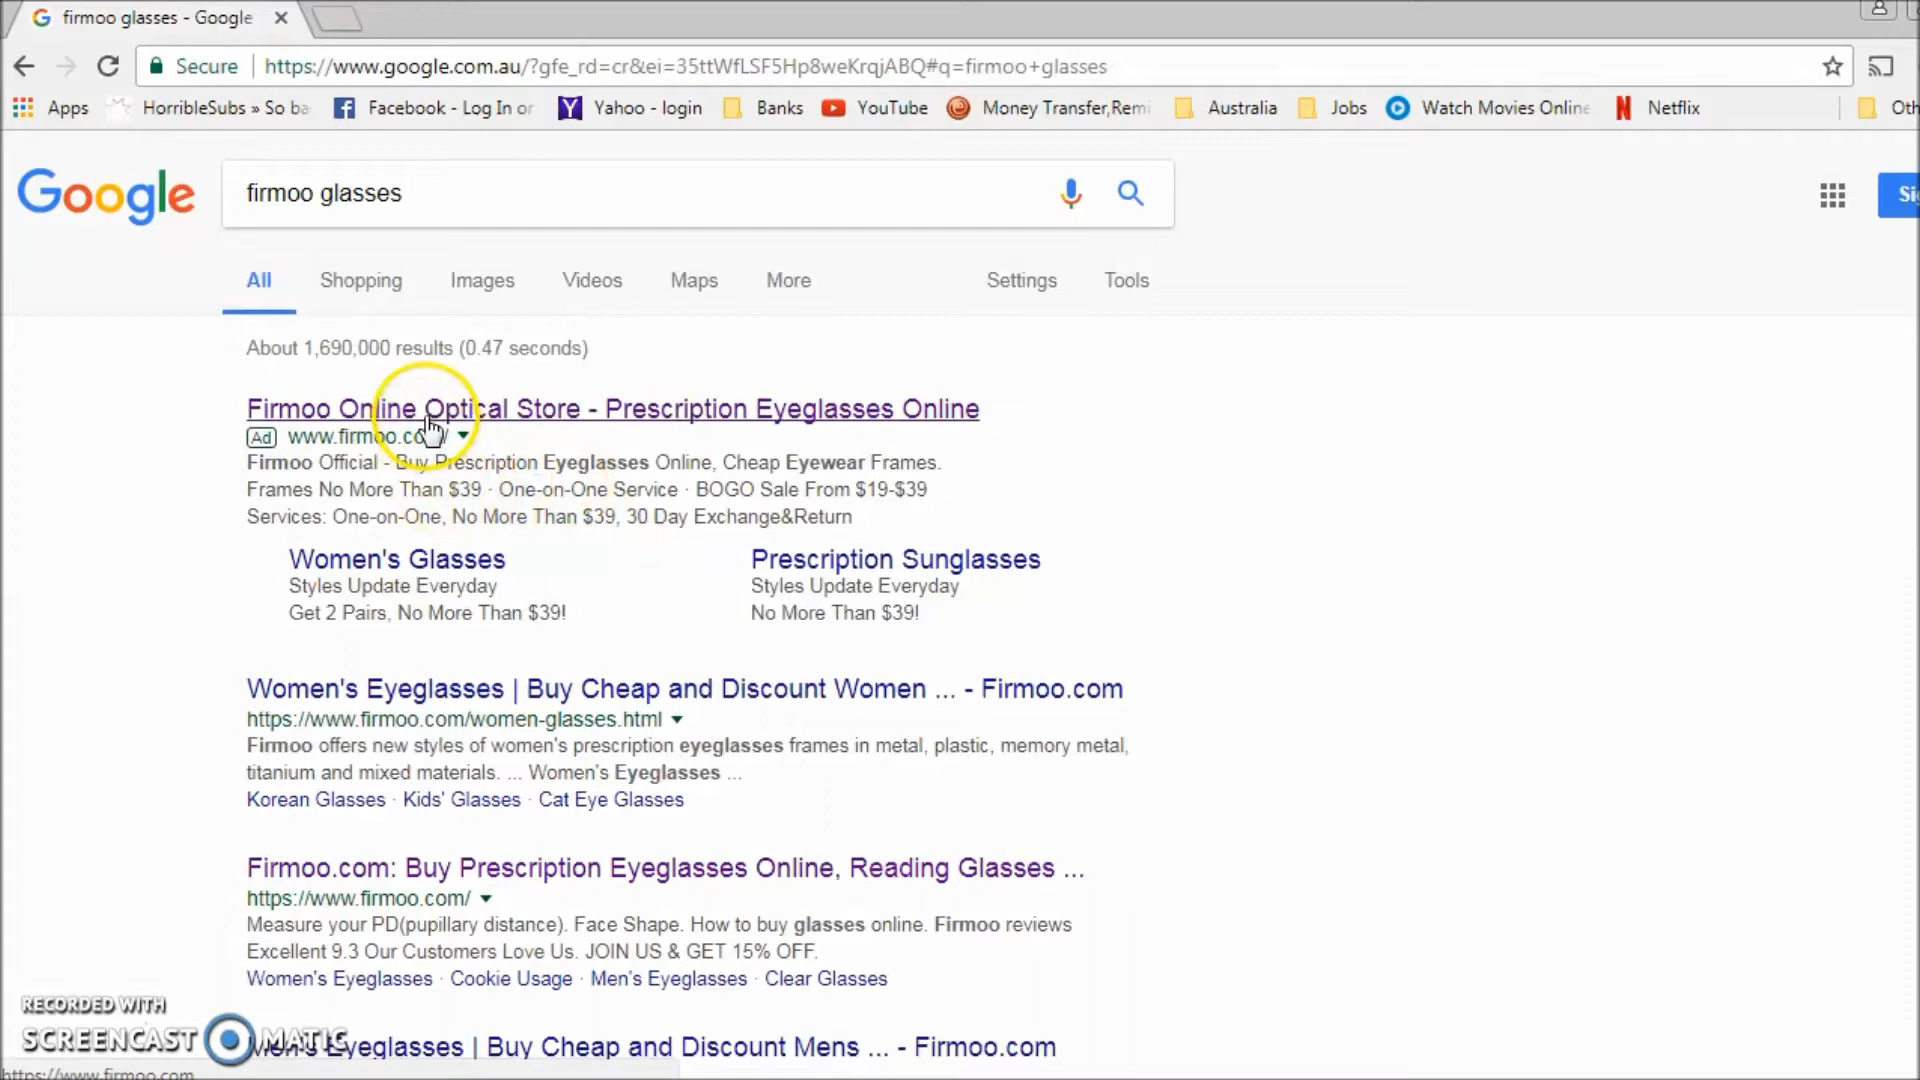 firmoo glasses - Google
Secure https://www.google.com.au/?gfe_rd=cr&ei=35ttWfLSF5Hp8weKrqjABQ#q=firmoo+glasses
Apps HorribleSubs » So ba Facebook - Log In or Yahoo - login Banks YouTube Money Transfer,Remi Australia Jobs Watch Movies Online Netflix Oth
Google firmoo glasses Si
All Shopping Images Videos Maps More Settings Tools
About 1,690,000 results (0.47 seconds)
Firmoo Online Optical Store - Prescription Eyeglasses Online
Ad www.firmoo.com/
Firmoo Official - Buy Prescription Eyeglasses Online, Cheap Eyewear Frames.
Frames No More Than $39 · One-on-One Service · BOGO Sale From $19-$39
Services: One-on-One, No More Than $39, 30 Day Exchange&Return
Women's Glasses Prescription Sunglasses
Styles Update Everyday Styles Update Everyday
Get 2 Pairs, No More Than $39! No More Than $39!
Women's Eyeglasses | Buy Cheap and Discount Women ... - Firmoo.com
https://www.firmoo.com/women-glasses.html
Firmoo offers new styles of women's prescription eyeglasses frames in metal, plastic, memory metal,
titanium and mixed materials. ... Women's Eyeglasses ...
Korean Glasses · Kids' Glasses · Cat Eye Glasses
Firmoo.com: Buy Prescription Eyeglasses Online, Reading Glasses ...
https://www.firmoo.com/
Measure your PD(pupillary distance). Face Shape. How to buy glasses online. Firmoo reviews
Excellent 9.3 Our Customers Love Us. JOIN US & GET 15% OFF.
Women's Eyeglasses · Cookie Usage · Men's Eyeglasses · Clear Glasses
RECORDED WITH
SCREENCAST MATIC
Men's Eyeglasses | Buy Cheap and Discount Mens ... - Firmoo.com
https://www.firmoo.com